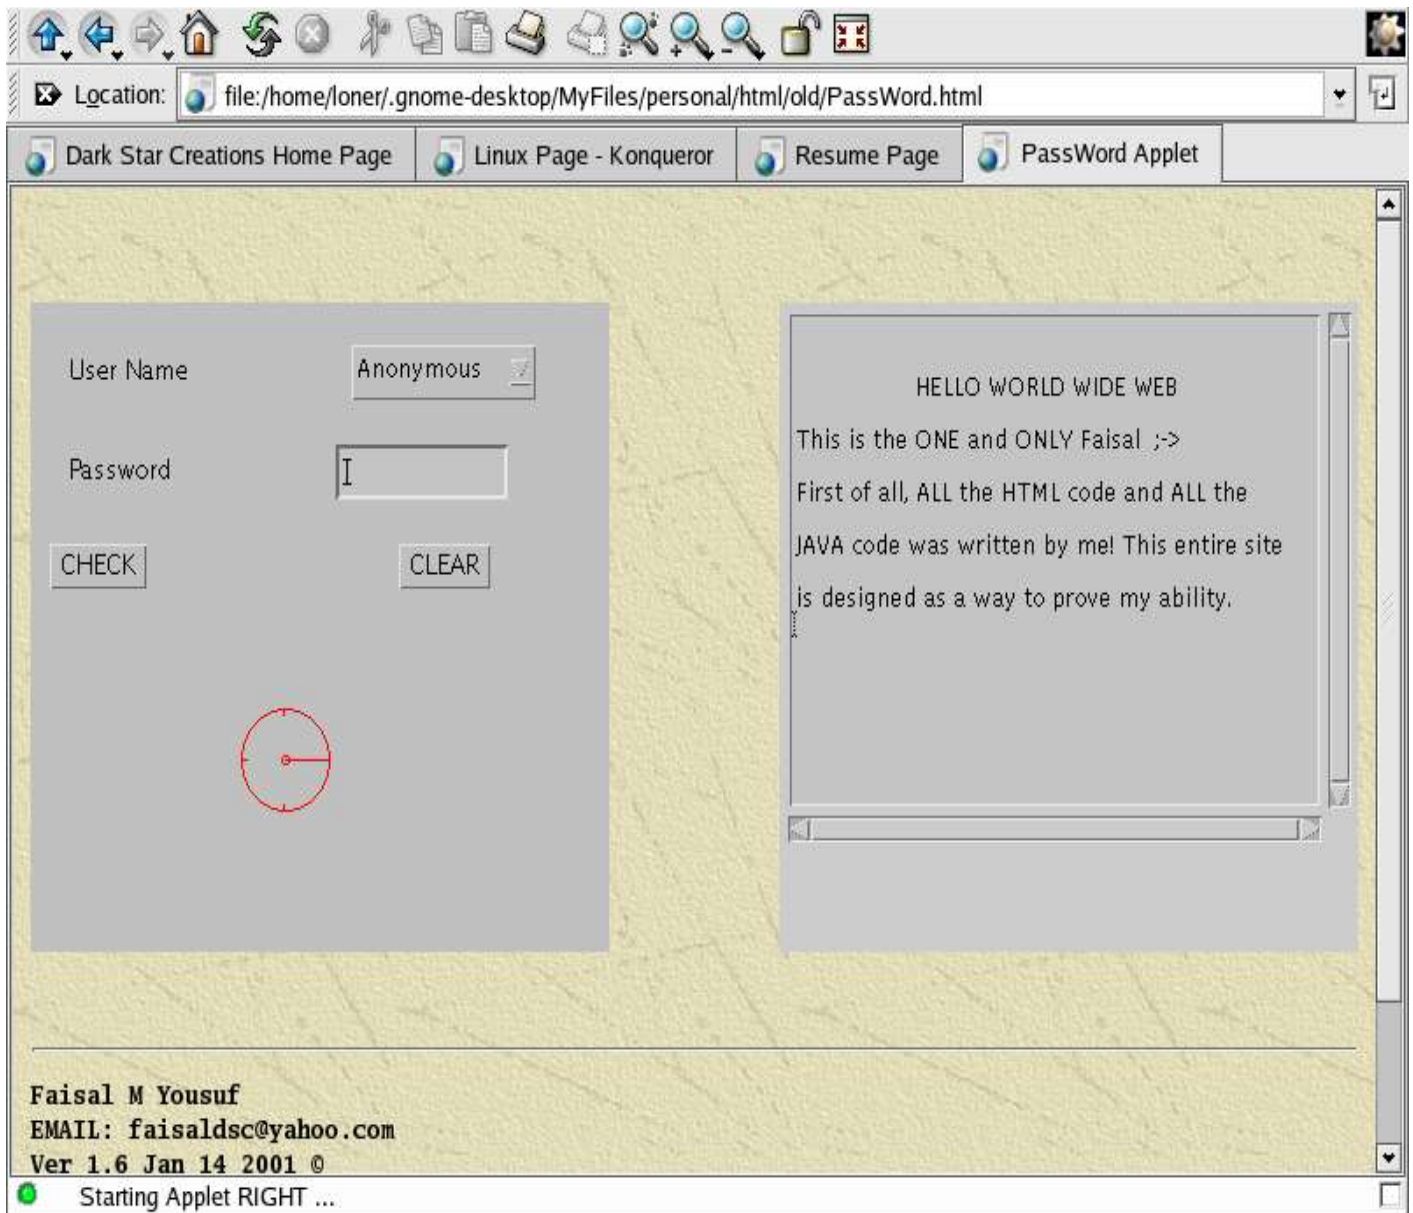 Location: file:/home/loner/.gnome-desktop/MyFiles/personal/html/old/PassWord.html
Dark Star Creations Home Page
Linux Page - Konqueror
Resume Page
PassWord Applet
User Name
Anonymous
Password
CHECK
CLEAR
HELLO WORLD WIDE WEB
This is the ONE and ONLY Faisal ;->
First of all, ALL the HTML code and ALL the
JAVA code was written by me! This entire site
is designed as a way to prove my ability.
Faisal M Yousuf
EMAIL: faisaldsc@yahoo.com
Ver 1.6 Jan 14 2001 ©
Starting Applet RIGHT ...